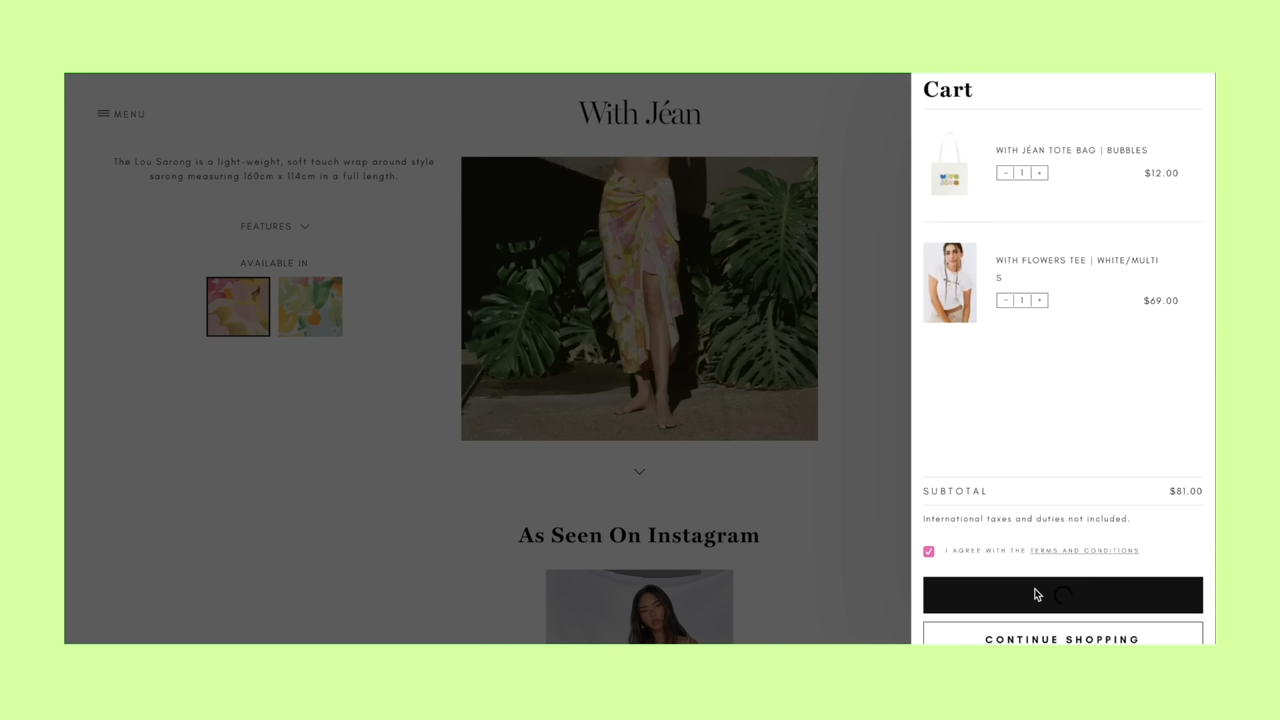 MENU
With Jéan
The Lou Sarong is a light-weight, soft touch wrap around style
sarong measuring 160cm x 114cm in a full length.
FEATURES
AVAILABLE IN
As Seen On Instagram
Cart
WITH JÉAN TOTE BAG | BUBBLES
- 1 +
$12.00
WITH FLOWERS TEE | WHITE/MULTI
S
- 1 +
$69.00
SUBTOTAL
$81.00
International taxes and duties not included.
I AGREE WITH THE TERMS AND CONDITIONS
CONTINUE SHOPPING